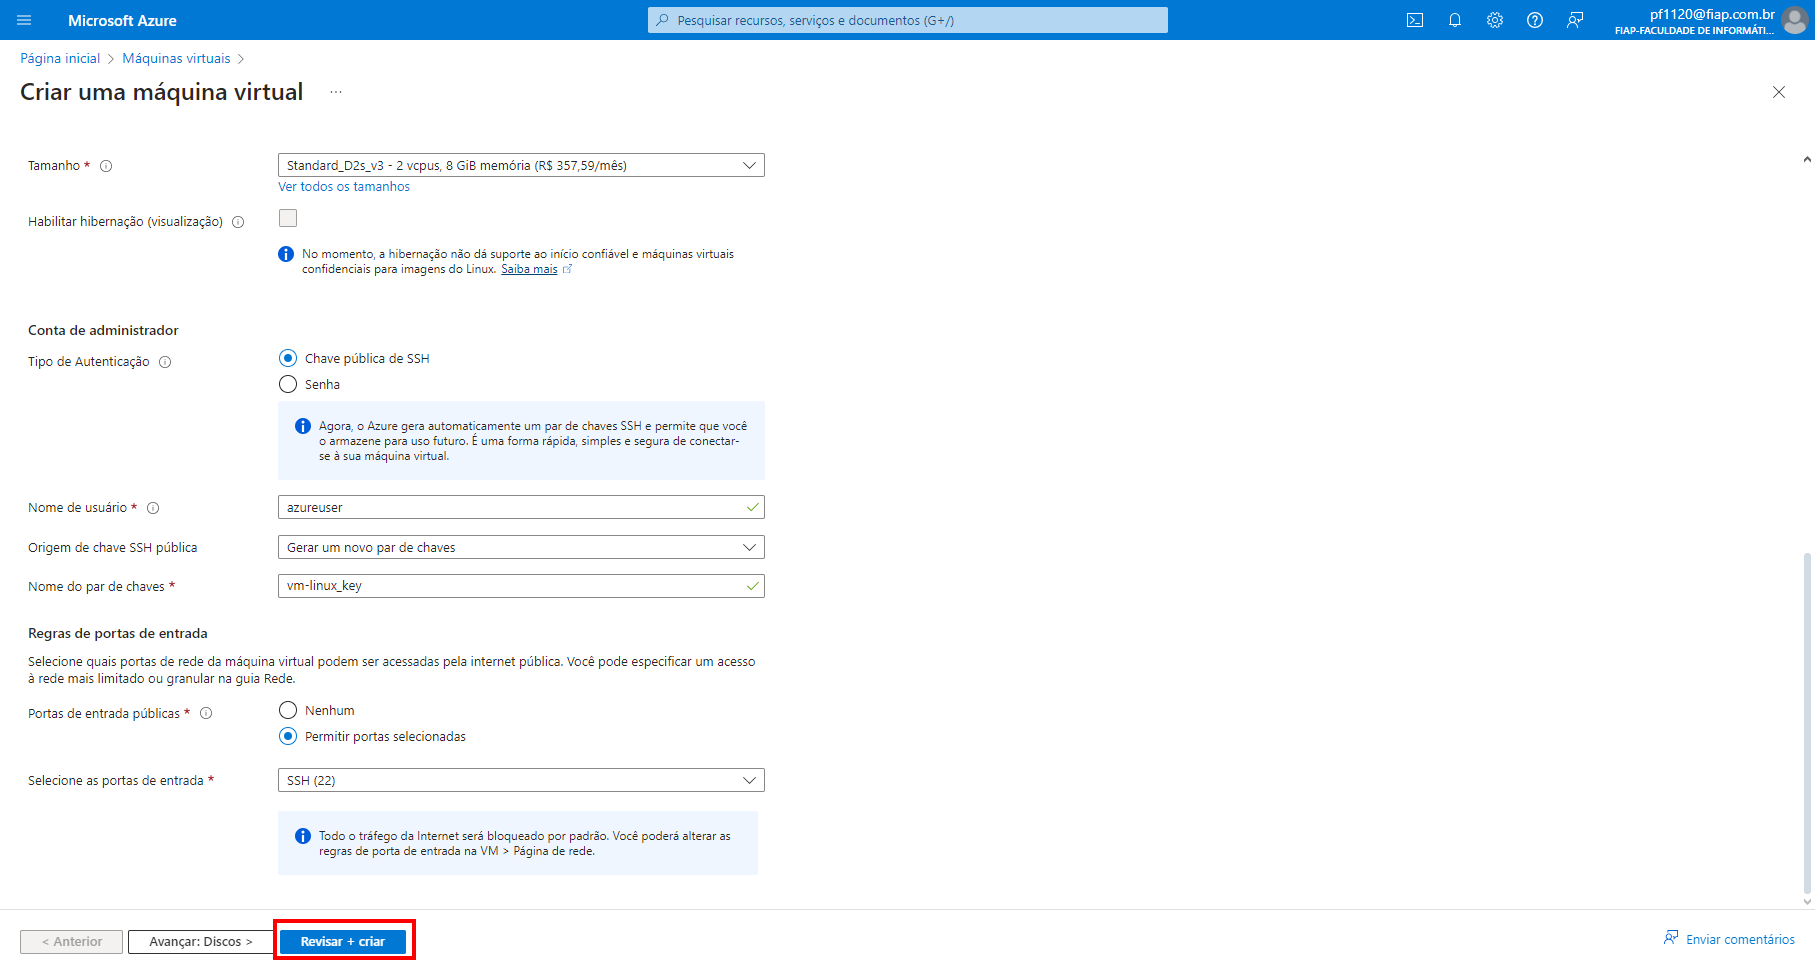 Microsoft Azure
Pesquisar recursos, serviços e documentos (G+/)
pf1120@fiap.com.br
FIAP-FACULDADE DE INFORMÁTI...
Página inicial > Máquinas virtuais >
Criar uma máquina virtual ...
Tamanho *
Standard_D2s_v3 - 2 vcpus, 8 GiB memória (R$ 357,59/mês)
Ver todos os tamanhos
Habilitar hibernação (visualização)
No momento, a hibernação não dá suporte ao início confiável e máquinas virtuais
confidenciais para imagens do Linux. Saiba mais
Conta de administrador
Tipo de Autenticação
Chave pública de SSH
Senha
Agora, o Azure gera automaticamente um par de chaves SSH e permite que você
o armazene para uso futuro. É uma forma rápida, simples e segura de conectar-
se à sua máquina virtual.
Nome de usuário *
azureuser
Origem de chave SSH pública
Gerar um novo par de chaves
Nome do par de chaves *
vm-linux_key
Regras de portas de entrada
Selecione quais portas de rede da máquina virtual podem ser acessadas pela internet pública. Você pode especificar um acesso
à rede mais limitado ou granular na guia Rede.
Portas de entrada públicas *
Nenhum
Permitir portas selecionadas
Selecione as portas de entrada *
SSH (22)
Todo o tráfego da Internet será bloqueado por padrão. Você poderá alterar as
regras de porta de entrada na VM > Página de rede.
< Anterior
Avançar: Discos >
Revisar + criar
Enviar comentários